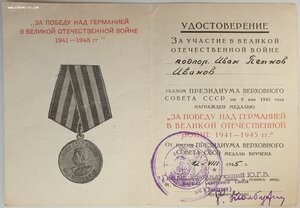 „ЗА ПОБЕДУ НАД ГЕРМАНИЕЙ
В ВЕЛИКОЙ ОТЕЧЕСТВЕННОЙ ВОЙНЕ
1941—1945 гг."
УДОСТОВЕРЕНИЕ
ЗА УЧАСТИЕ В ВЕЛИКОЙ
ОТЕЧЕСТВЕННОЙ ВОЙНЕ
Иван
Иванов
УКАЗОМ ПРЕЗИДИУМА ВЕРХОВНОГО
СОВЕТА СССР от 9 мая 1945 года
НАГРАЖДЕН МЕДАЛЬЮ
„ЗА ПОБЕДУ НАД ГЕРМАНИЕЙ
В ВЕЛИКОЙ ОТЕЧЕСТВЕННОЙ
ВОЙНЕ 1941—1945 гг."
От имени ПРЕЗИДИУМА ВЕРХОВНОГО
СОВЕТА СССР МЕДАЛЬ ВРУЧЕНА
1945 г.
Ю.Г.В.